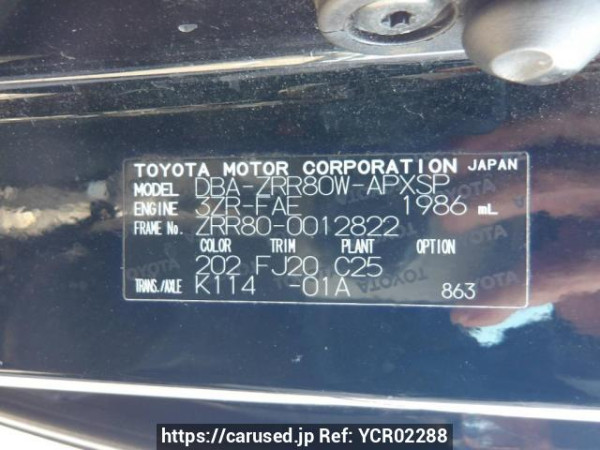 TOYOTA MOTOR CORPORATION JAPAN
MODEL DBA-ZRR80W-APXSP
ENGINE 3ZR-FAE 1986 mL
FRAME No. ZRR80-0012822
COLOR TRIM PLANT OPTION
202 FJ20 C25
TRANS./AXLE K114 -01A 863
https://carused.jp Ref: YCR02288